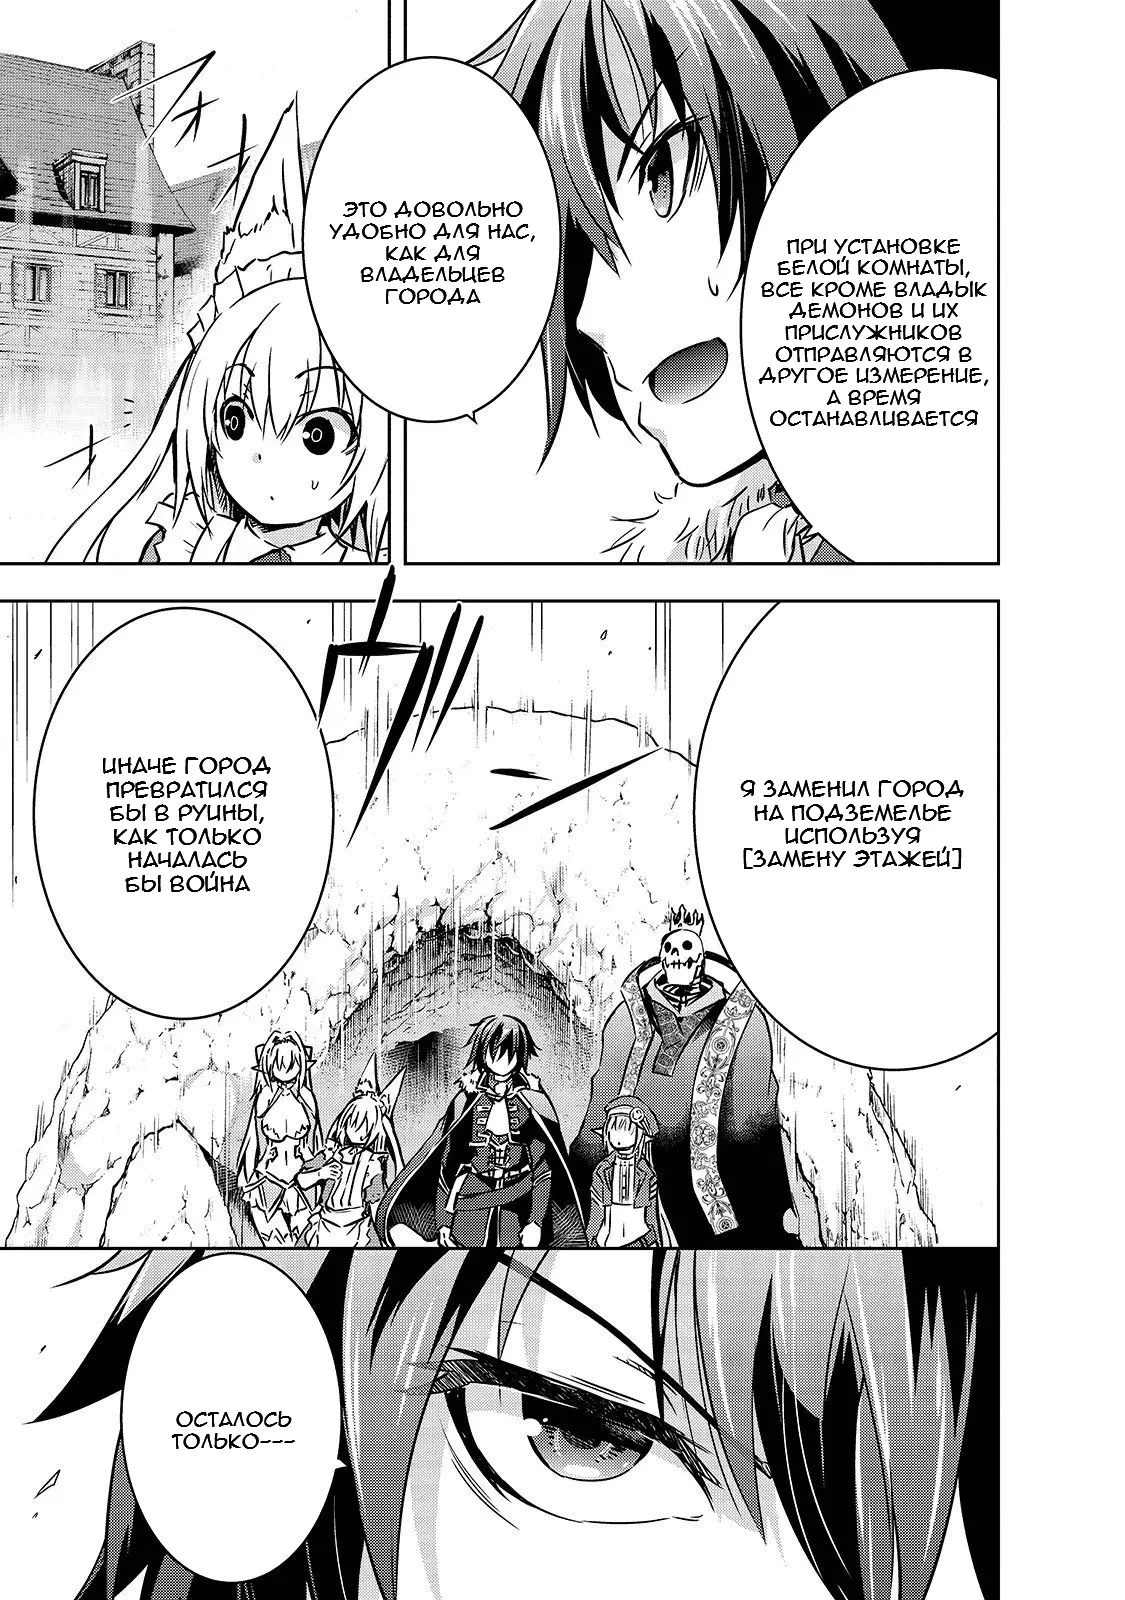 ПРИ УСТАНОВКЕ
БЕЛОЙ КОМНАТЫ,
ВСЕ КРОМЕ ВЛАДЫК
ДЕМОНОВ И ИХ
ПРИСЛУЖНИКОВ
ОТПРАВЛЯЮТСЯ В
ДРУГОЕ ИЗМЕРЕНИЕ,
А ВРЕМЯ
ОСТАНАВЛИВАЕТСЯ
ЭТО ДОВОЛЬНО
УДОБНО ДЛЯ НАС,
КАК ДЛЯ
ВЛАДЕЛЬЦЕВ
ГОРОДА
Я ЗАМЕНИЛ ГОРОД
НА ПОДЗЕМЕЛЬЕ
ИСПОЛЬЗУЯ
[ЗАМЕНУ ЭТАЖЕЙ]
ИНАЧЕ ГОРОД
ПРЕВРАТИЛСЯ
БЫ В РУИНЫ,
КАК ТОЛЬКО
НАЧАЛАСЬ
БЫ ВОЙНА
ОСТАЛОСЬ
ТОЛЬКО---